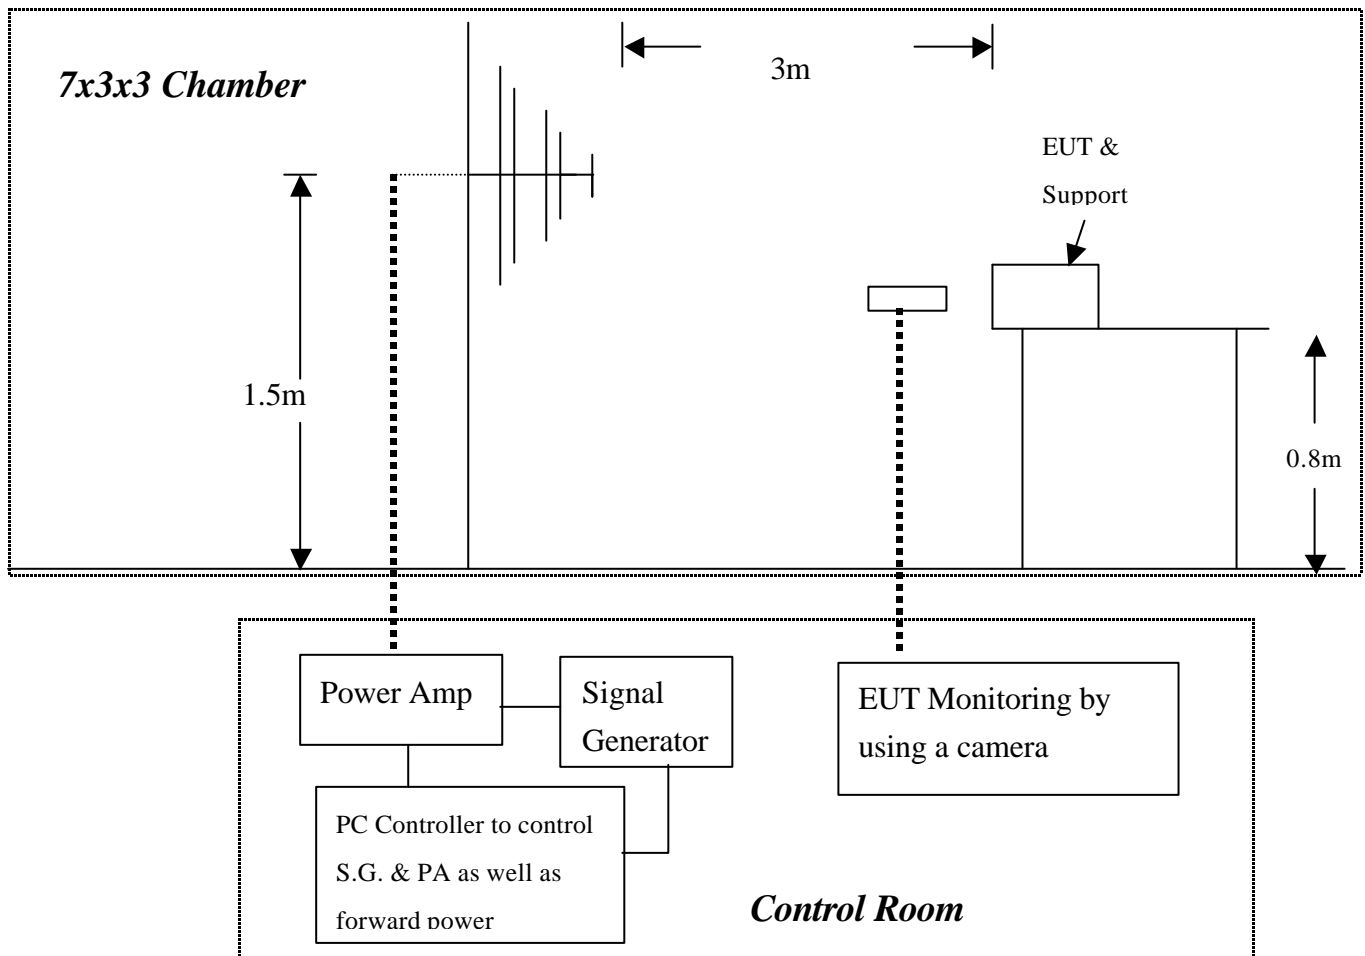 7x3x3 Chamber
3m
EUT &
Support
1.5m
0.8m
Power Amp
Signal
Generator
EUT Monitoring by
using a camera
PC Controller to control
S.G. & PA as well as
forward power
Control Room